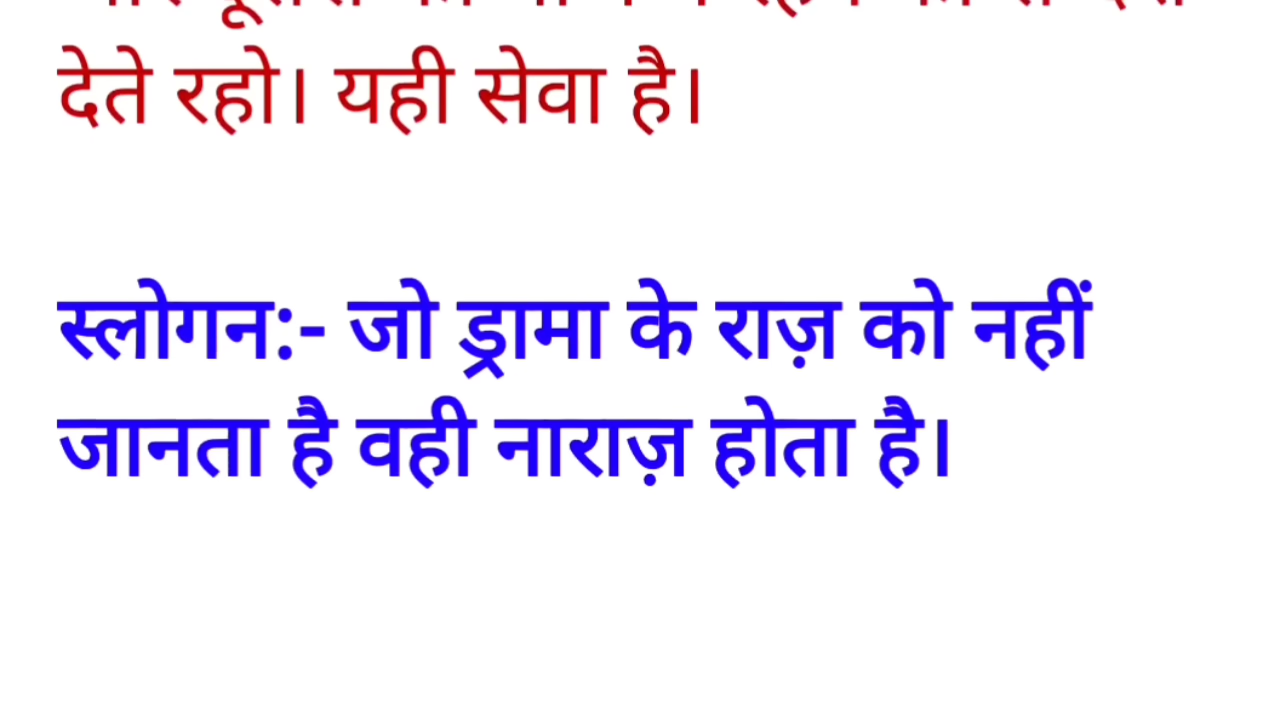 देते रहो। यही सेवा है।
स्लोगन:- जो ड्रामा के राज़ को नहीं
जानता है वही नाराज़ होता है।